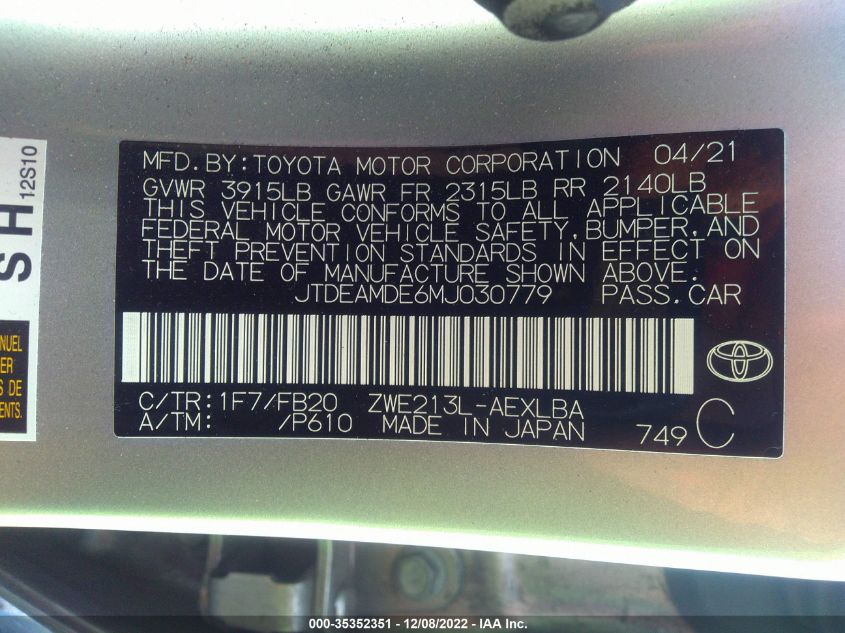 MFD. BY: TOYOTA MOTOR CORPORATION 04/21
GVWR 3915LB GAWR FR 2315LB RR 2140LB
THIS VEHICLE CONFORMS TO ALL APPLICABLE
FEDERAL MOTOR VEHICLE SAFETY, BUMPER, AND
THEFT PREVENTION STANDARDS IN EFFECT ON
THE DATE OF MANUFACTURE SHOWN ABOVE.
JTDEAMDE6MJ030779 PASS. CAR
C/TR: 1F7/FB20 ZWE213L-AEXLBA
A/TM: /P610 MADE IN JAPAN 749 C
S H
12S10
S DE
000-35352351 - 12/08/2022 - IAA Inc.